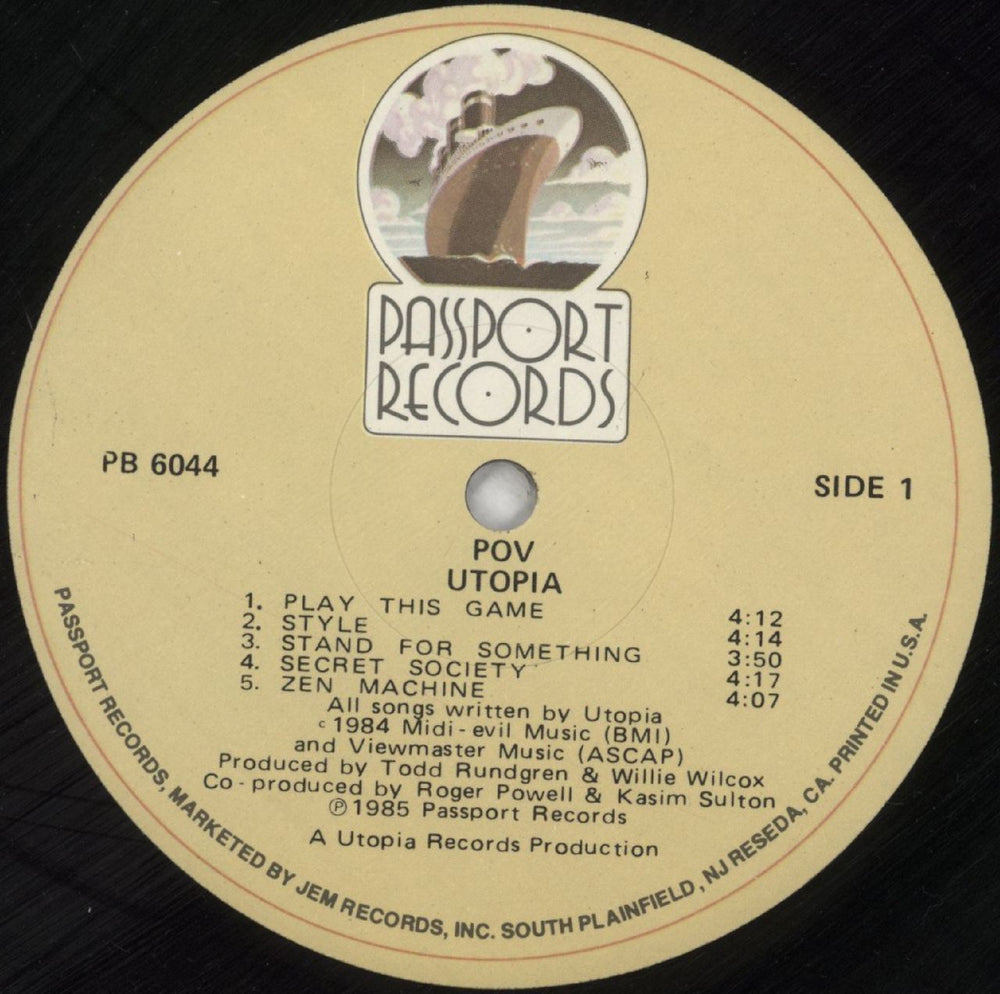 PASSPORT
RECORDS
PB 6044
SIDE 1
POV
UTOPIA
1. PLAY THIS GAME 4:12
2. STYLE 4:14
3. STAND FOR SOMETHING 3:50
4. SECRET SOCIETY 4:17
5. ZEN MACHINE 4:07
All songs written by Utopia
c 1984 Midi-evil Music (BMI)
and Viewmaster Music (ASCAP)
Produced by Todd Rundgren & Willie Wilcox
Co-produced by Roger Powell & Kasim Sulton
℗ 1985 Passport Records
A Utopia Records Production
PASSPORT RECORDS, MARKETED BY JEM RECORDS, INC. SOUTH PLAINFIELD, NJ RESEDA, CA. PRINTED IN U.S.A.